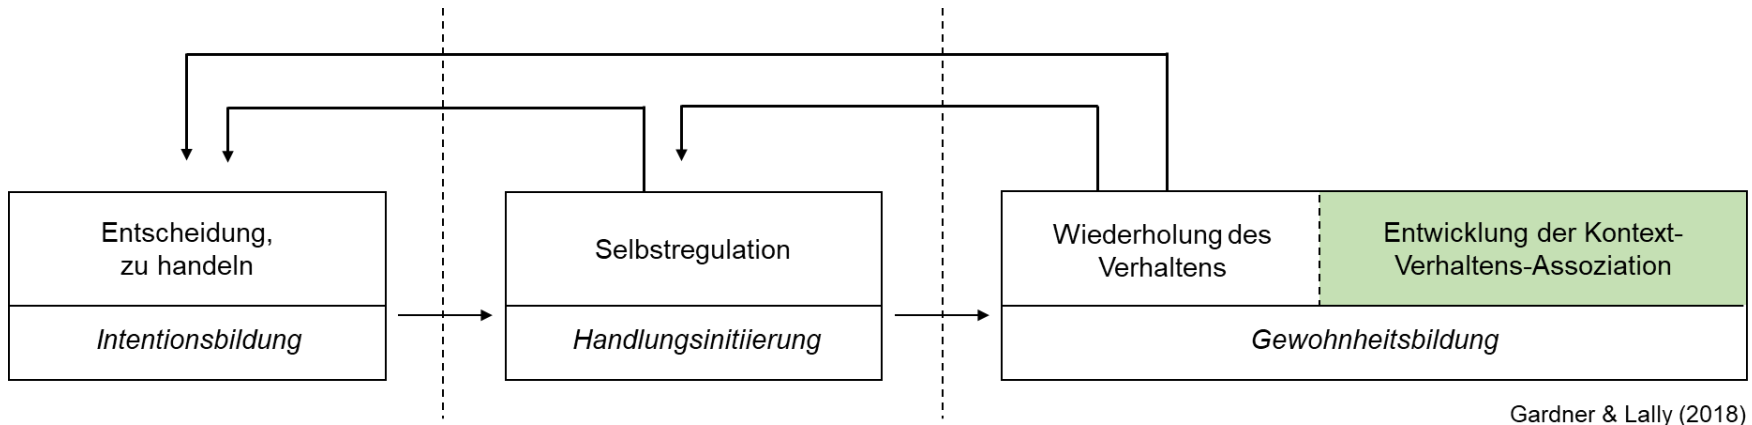 Entscheidung,
zu handeln
Intentionsbildung
Selbstregulation
Handlungsinitiierung
Wiederholung des
Verhaltens
Entwicklung der Kontext-
Verhaltens-Assoziation
Gewohnheitsbildung
Gardner & Lally (2018)